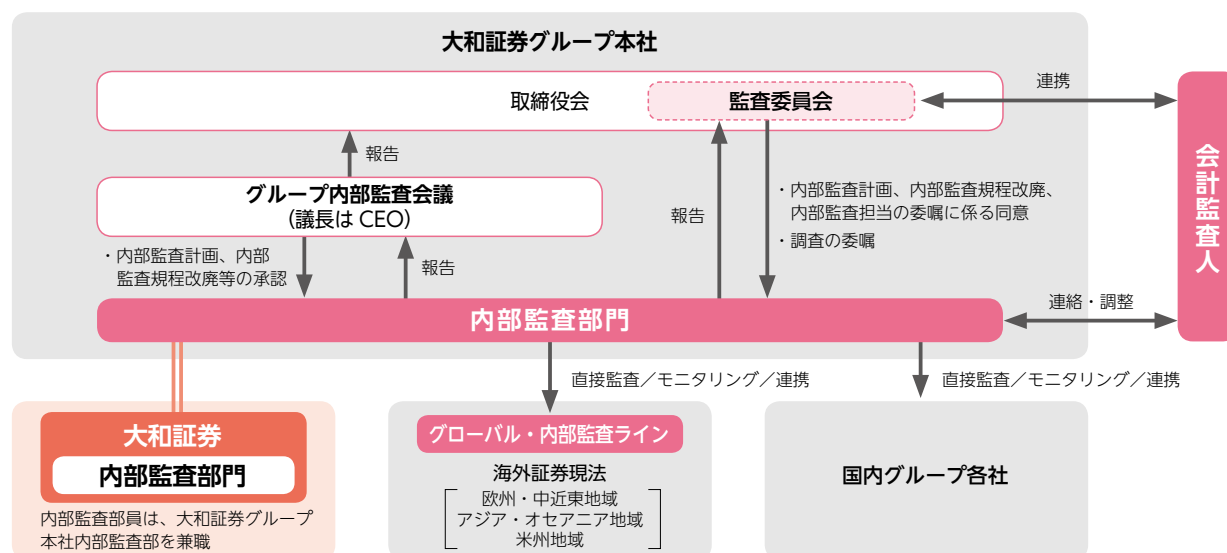 大和証券グループ本社
取締役会
監査委員会
連携
会計監査人
報告
グループ内部監査会議
(議長は CEO)
・内部監査計画、内部
監査規程改廃等の承認
報告
報告
・内部監査計画、内部監査規程改廃、
内部監査担当の委嘱に係る同意
・調査の委嘱
内部監査部門
連絡・調整
直接監査／モニタリング／連携
直接監査／モニタリング／連携
大和証券
内部監査部門
内部監査部員は、大和証券グループ
本社内部監査部を兼職
グローバル・内部監査ライン
海外証券現法
欧州・中近東地域
アジア・オセアニア地域
米州地域
国内グループ各社